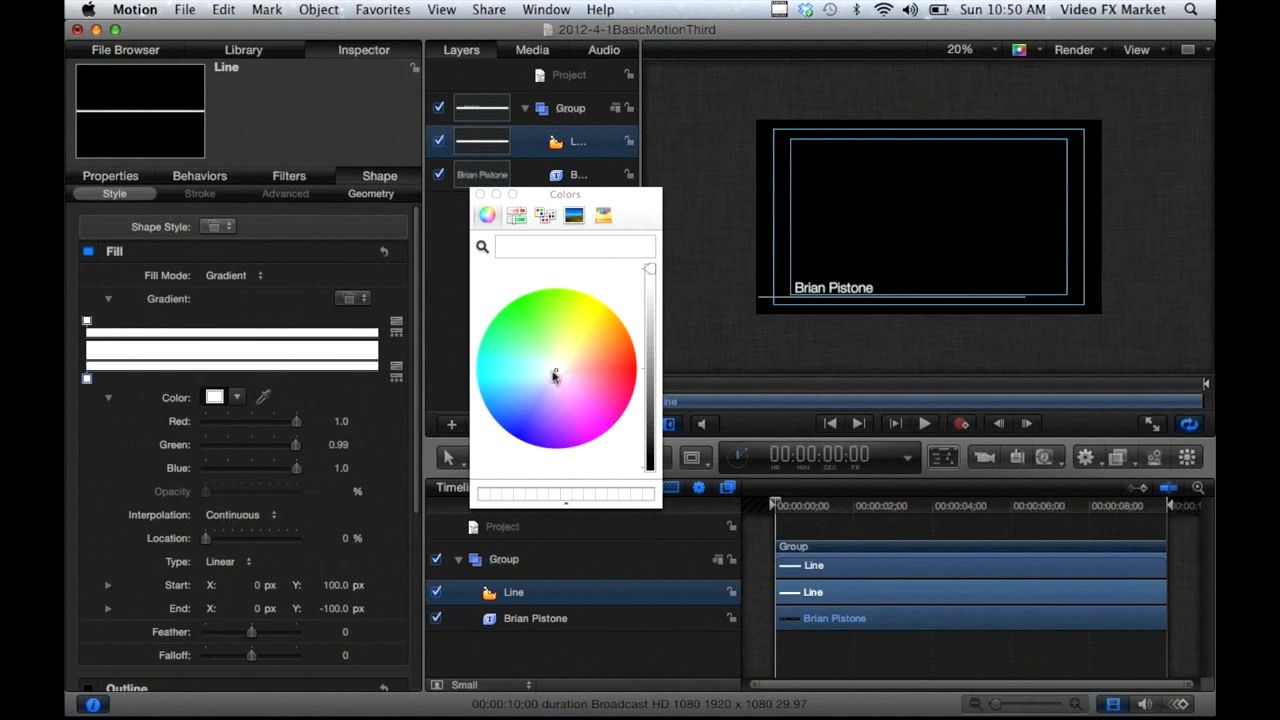 Motion File Edit Mark Object Favorites View Share Window Help Sun 10:50 AM Video FX Market
2012-4-1BasicMotionThird
File Browser Library Inspector Layers Media Audio 20% Render View
Line
Project
Group
L...
B...
Brian Pistone
Properties Behaviors Filters Shape
Style Stroke Advanced Geometry
Colors
Shape Style:
Fill
Fill Mode: Gradient
Gradient:
Brian Pistone
Color:
Red: 1.0
Green: 0.99
Blue: 1.0
Opacity %
Interpolation: Continuous
Location: 0 %
Type: Linear
Start: X: 0 px Y: 100.0 px
End: X: 0 px Y: -100.0 px
Feather: 0
Falloff: 0
Outline
00:00:00:00
HR MIN SEC FR
00:00:00;00 00:00:02;00 00:00:04;00 00:00:06;00 00:00:08;00
Project
Group Group
Line
Line Line
Brian Pistone Brian Pistone
Small
00:00:10;00 duration Broadcast HD 1080 1920 x 1080 29.97